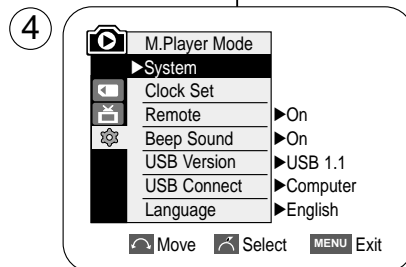 4
M.Player Mode
▶System
Clock Set
Remote ▶On
Beep Sound ▶On
USB Version ▶USB 1.1
USB Connect ▶Computer
Language ▶English
Move Select MENU Exit